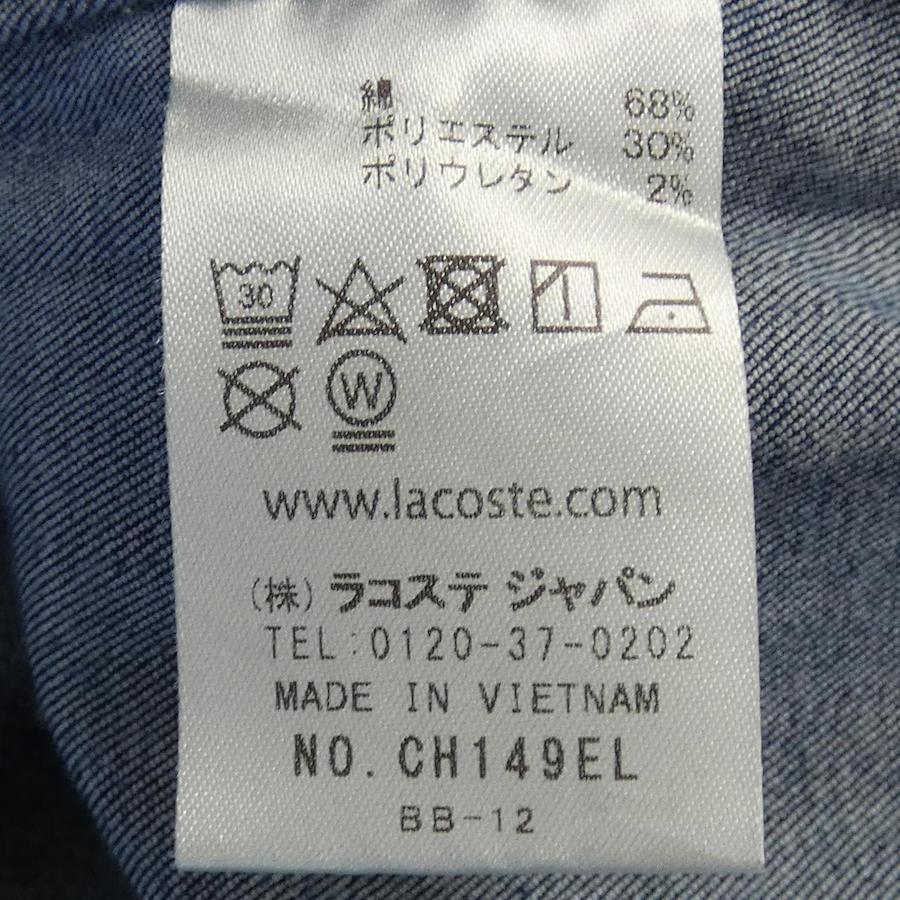 綿 68%
ポリエステル 30%
ポリウレタン 2%
30
W
www.lacoste.com
(株) ラコステ ジャパン
TEL:0120-37-0202
MADE IN VIETNAM
NO. CH149EL
BB-12